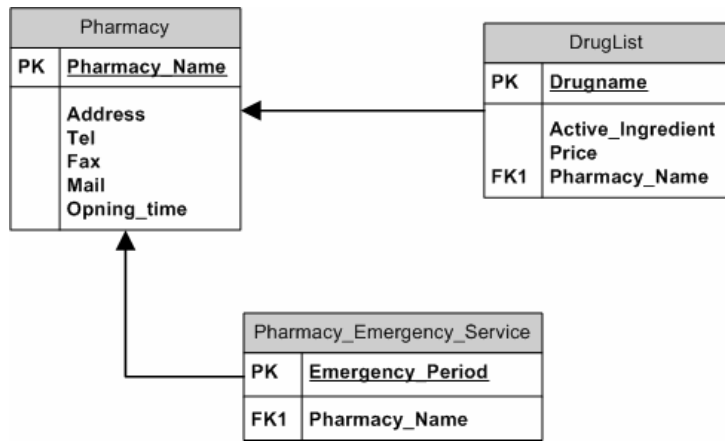 Pharmacy
PK Pharmacy_Name
Address
Tel
Fax
Mail
Opning_time
DrugList
PK Drugname
Active_Ingredient
Price
FK1 Pharmacy_Name
Pharmacy_Emergency_Service
PK Emergency_Period
FK1 Pharmacy_Name